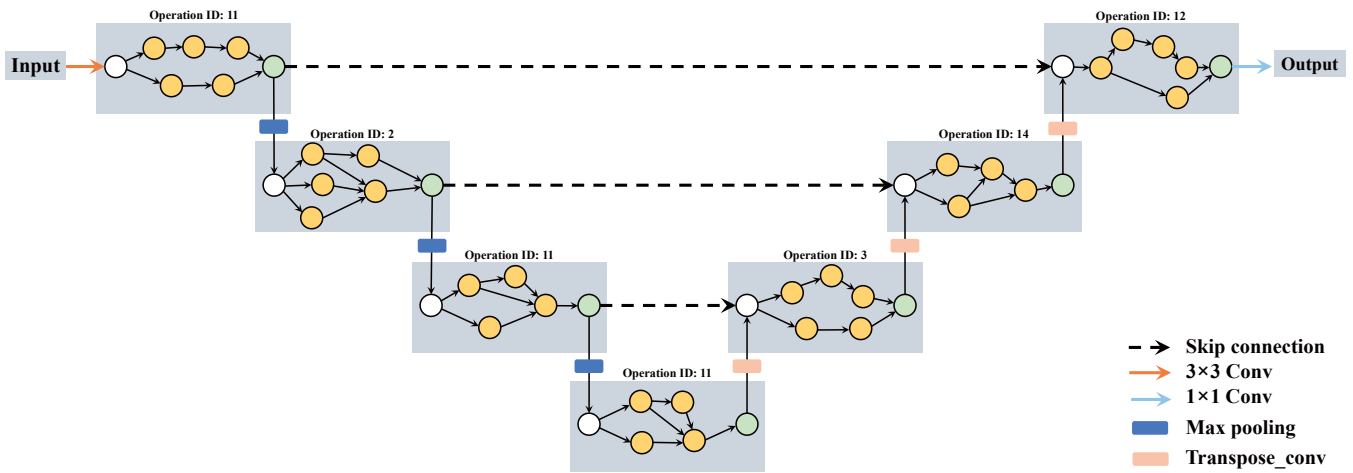 Operation ID: 11
Operation ID: 12
Input
Output
Operation ID: 2
Operation ID: 14
Operation ID: 11
Operation ID: 3
Operation ID: 11
Skip connection
3×3 Conv
1×1 Conv
Max pooling
Transpose_conv